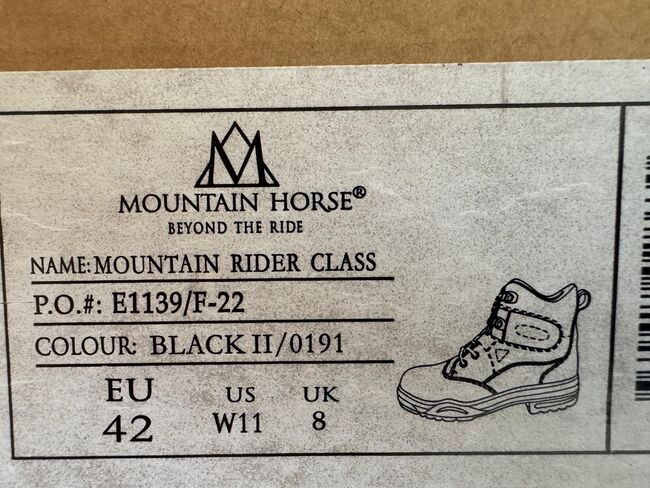 MOUNTAIN HORSE®
BEYOND THE RIDE
NAME: MOUNTAIN RIDER CLASS
P.O.#: E1139/F-22
COLOUR: BLACK II/0191
EU US UK
42 W11 8